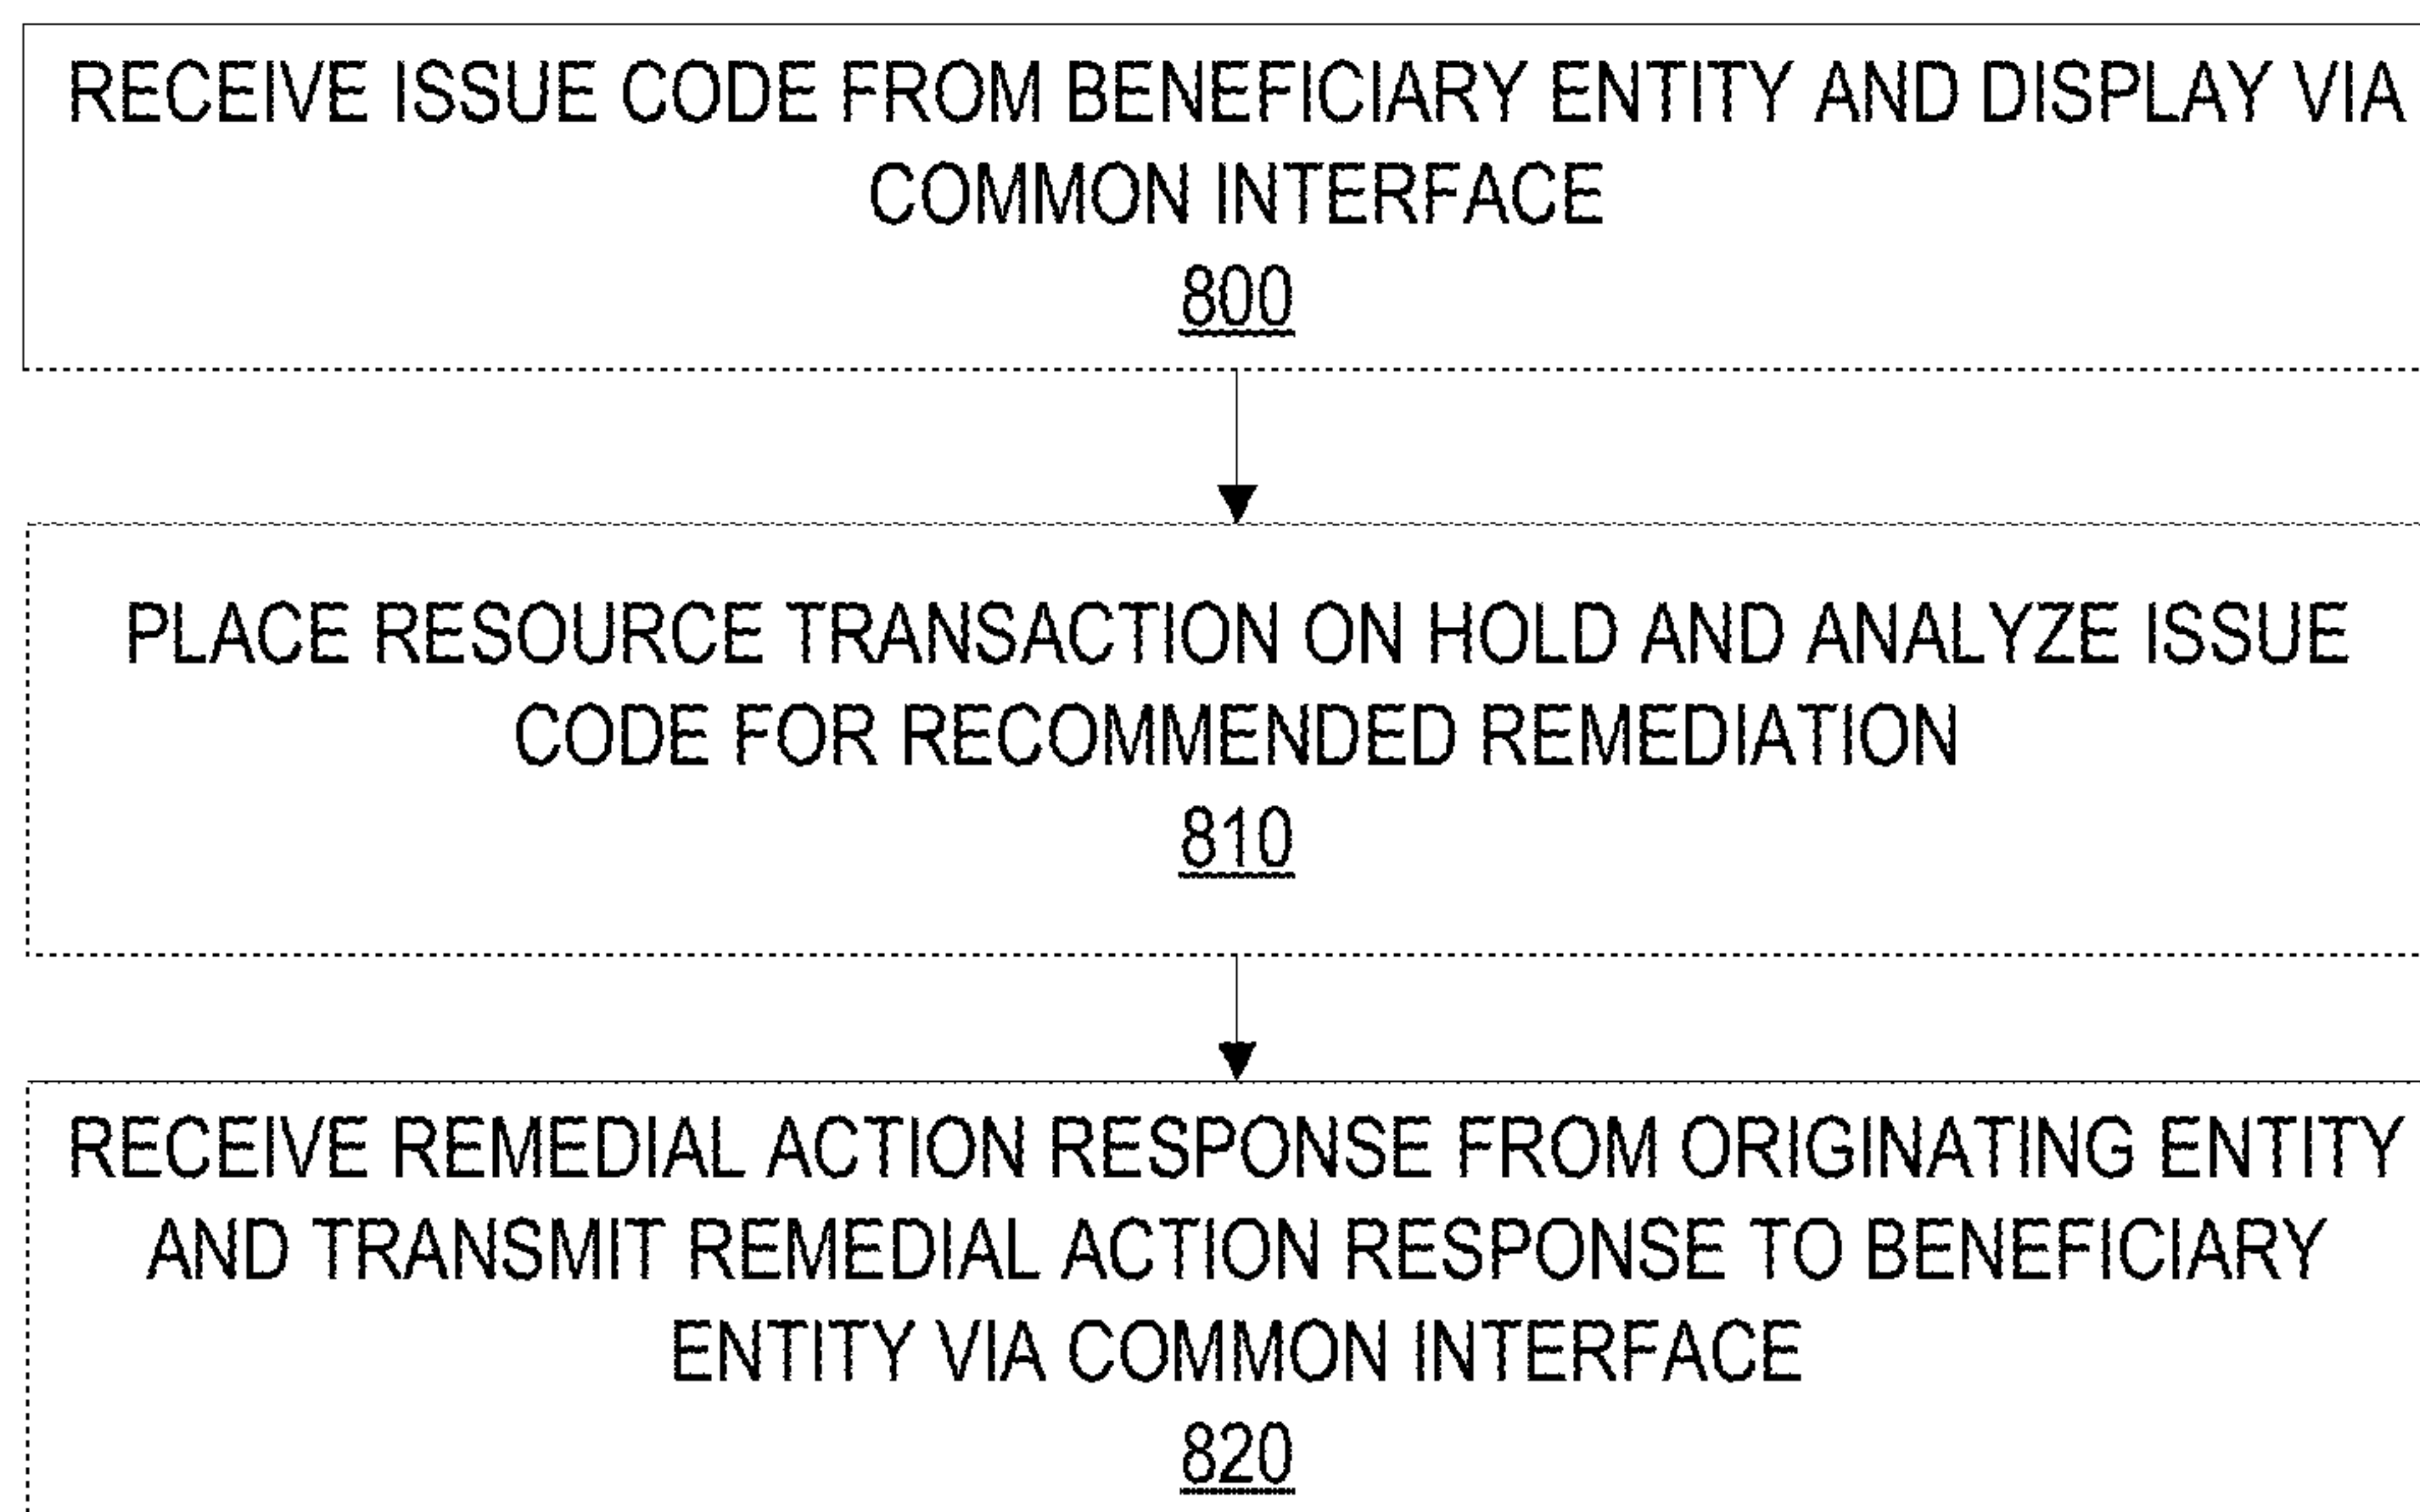 RECEIVE ISSUE CODE FROM BENEFICIARY ENTITY AND DISPLAY VIA
COMMON INTERFACE
800
PLACE RESOURCE TRANSACTION ON HOLD AND ANALYZE ISSUE
CODE FOR RECOMMENDED REMEDIATION
810
RECEIVE REMEDIAL ACTION RESPONSE FROM ORIGINATING ENTITY
AND TRANSMIT REMEDIAL ACTION RESPONSE TO BENEFICIARY
ENTITY VIA COMMON INTERFACE
820